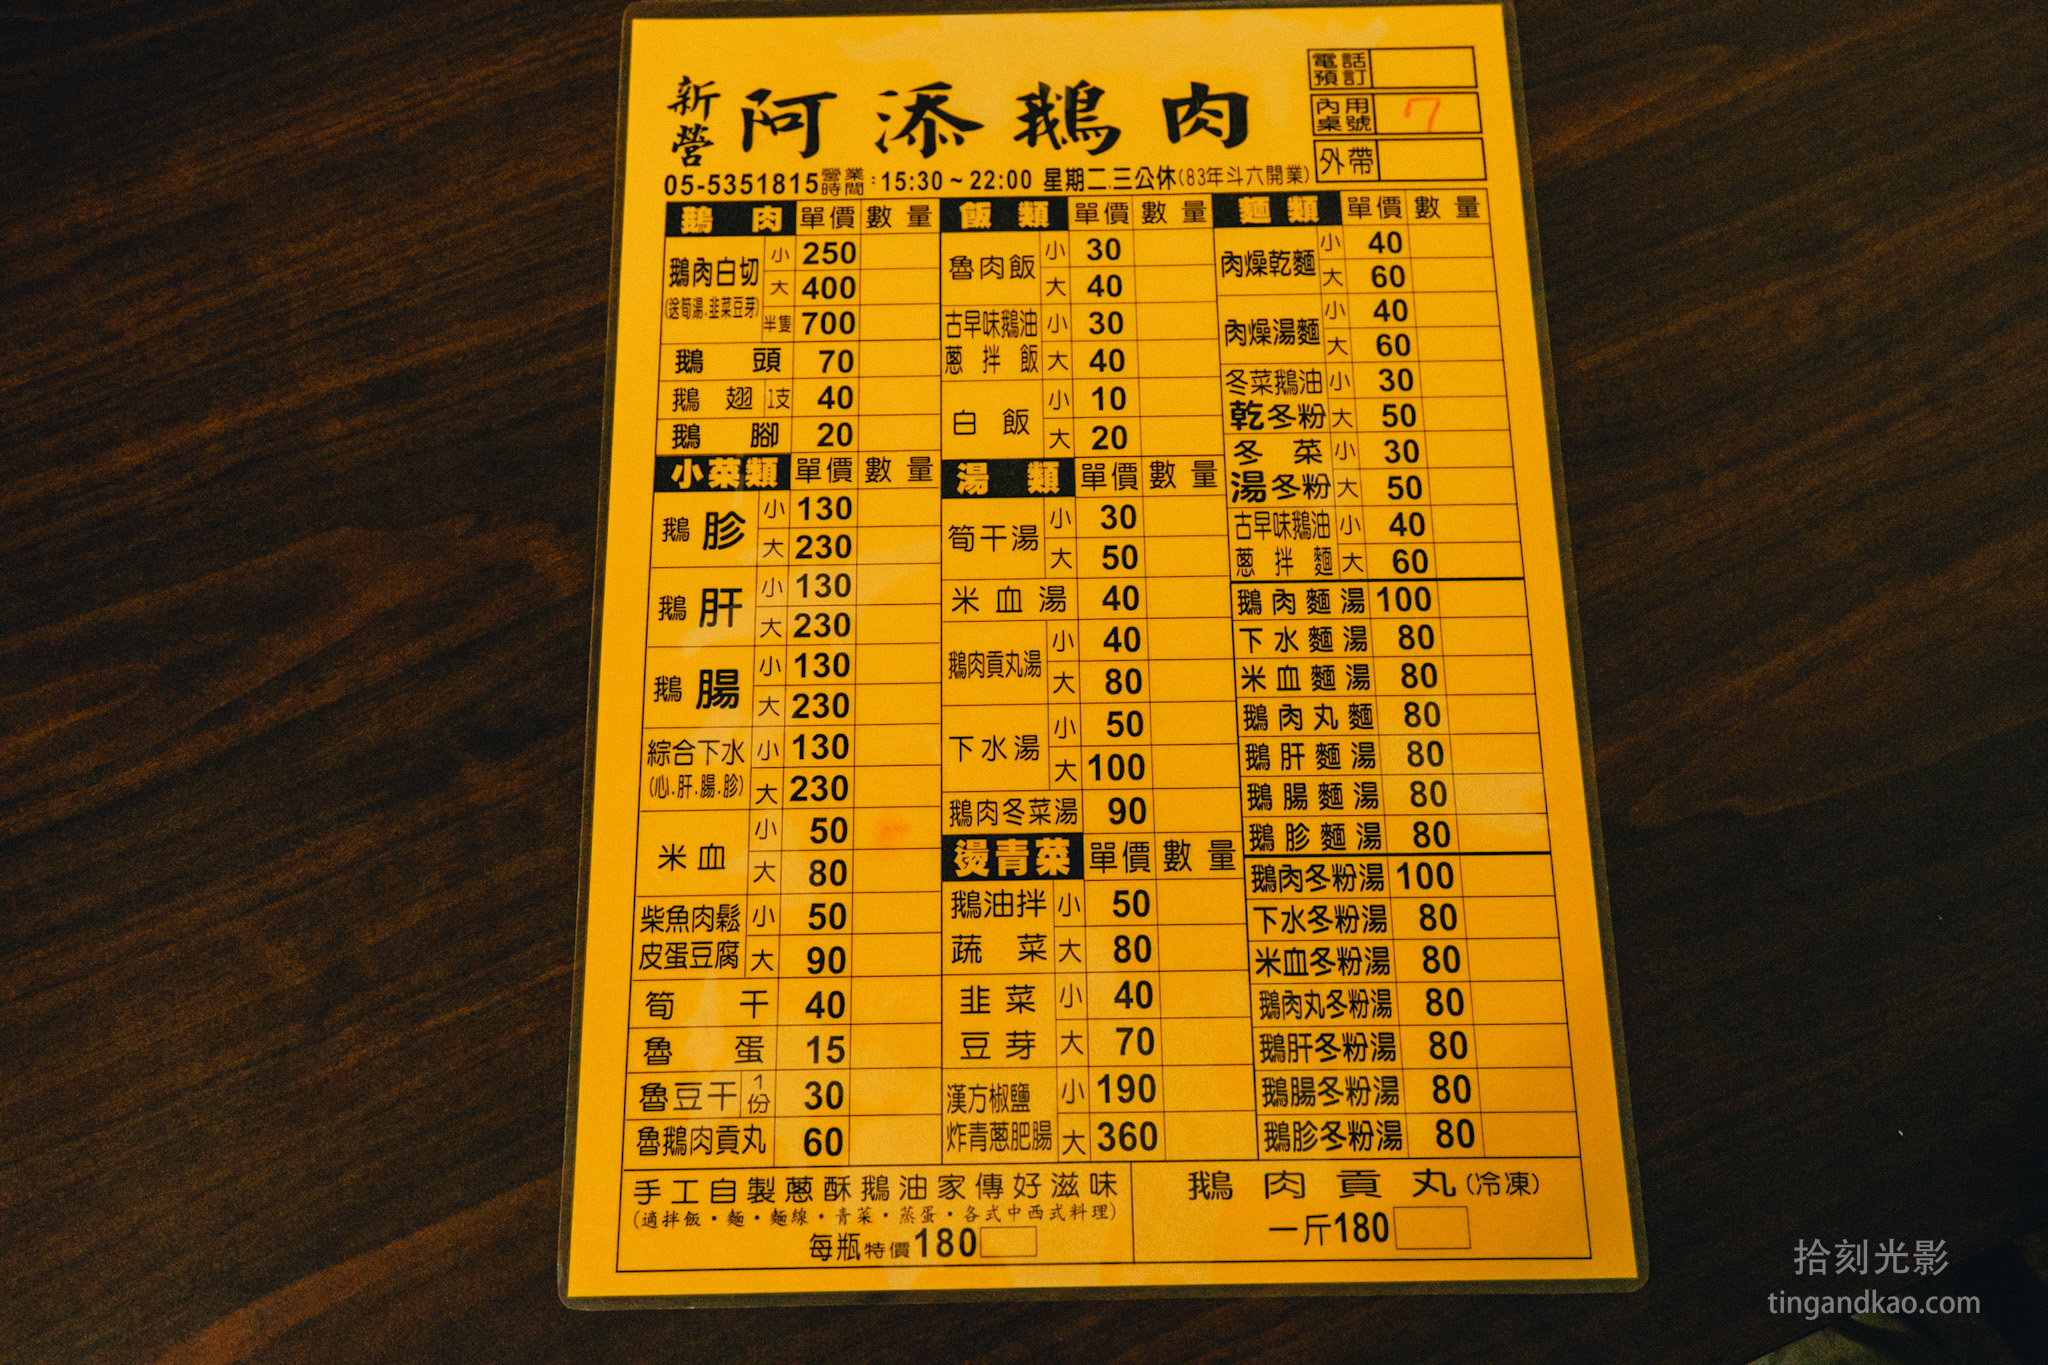 新營 阿添鵝肉
電話預訂
內用桌號 7
外帶
05-5351815 營業時間:15:30~22:00 星期二.三公休(83年斗六開業)
鵝肉 單價 數量
鵝肉白切 小 250
(送筍湯.韭菜豆芽) 大 400
半隻 700
鵝頭 70
鵝翅 1支 40
鵝腳 20
小菜類 單價 數量
鵝胗 小 130
大 230
鵝肝 小 130
大 230
鵝腸 小 130
大 230
綜合下水 小 130
(心.肝.腸.胗) 大 230
米血 小 50
大 80
柴魚肉鬆 小 50
皮蛋豆腐 大 90
筍干 40
魯蛋 15
魯豆干 1份 30
魯鵝肉貢丸 60
飯類 單價 數量
魯肉飯 小 30
大 40
古早味鵝油 小 30
蔥拌飯 大 40
白飯 小 10
大 20
湯類 單價 數量
筍干湯 小 30
大 50
米血湯 40
鵝肉貢丸湯 小 40
大 80
下水湯 小 50
大 100
鵝肉冬菜湯 90
燙青菜 單價 數量
鵝油拌 小 50
蔬菜 大 80
韭菜 小 40
豆芽 大 70
漢方椒鹽 小 190
炸青蔥肥腸 大 360
麵類 單價 數量
肉燥乾麵 小 40
大 60
肉燥湯麵 小 40
大 60
冬菜鵝油 小 30
乾冬粉 大 50
冬菜 小 30
湯冬粉 大 50
古早味鵝油 小 40
蔥拌麵 大 60
鵝肉麵湯 100
下水麵湯 80
米血麵湯 80
鵝肉丸麵 80
鵝肝麵湯 80
鵝腸麵湯 80
鵝胗麵湯 80
鵝肉冬粉湯 100
下水冬粉湯 80
米血冬粉湯 80
鵝肉丸冬粉湯 80
鵝肝冬粉湯 80
鵝腸冬粉湯 80
鵝胗冬粉湯 80
手工自製蔥酥鵝油家傳好滋味
(適拌飯・麵・麵線・青菜・蒸蛋・各式中西式料理)
每瓶特價180
鵝肉貢丸(冷凍)
一斤180
拾刻光影
tingandkao.com